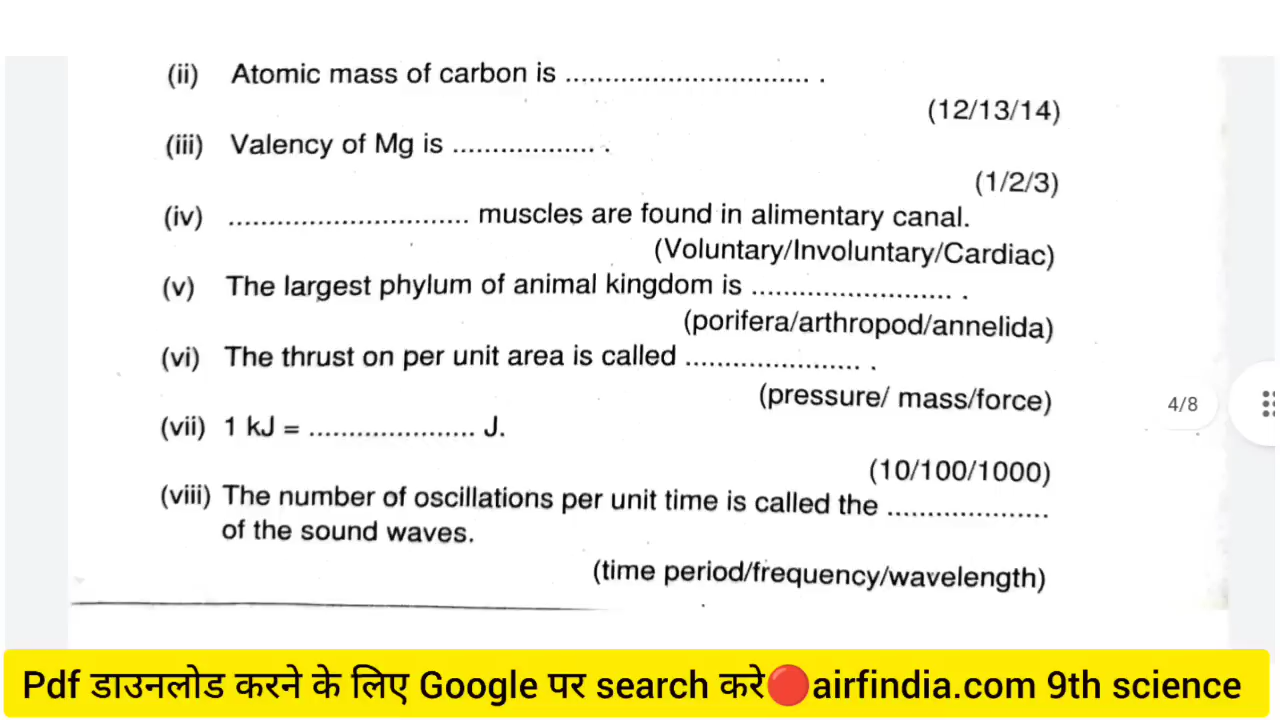 (ii) Atomic mass of carbon is ............................... .
(12/13/14)
(iii) Valency of Mg is .................. .
(1/2/3)
(iv) ............................... muscles are found in alimentary canal.
(Voluntary/Involuntary/Cardiac)
(v) The largest phylum of animal kingdom is .......................... .
(porifera/arthropod/annelida)
(vi) The thrust on per unit area is called ...................... .
(pressure/ mass/force)
4/8
(vii) 1 kJ = ..................... J.
(10/100/1000)
(viii) The number of oscillations per unit time is called the .....................
of the sound waves.
(time period/frequency/wavelength)
Pdf डाउनलोड करने के लिए Google पर search करे🔴airfindia.com 9th science